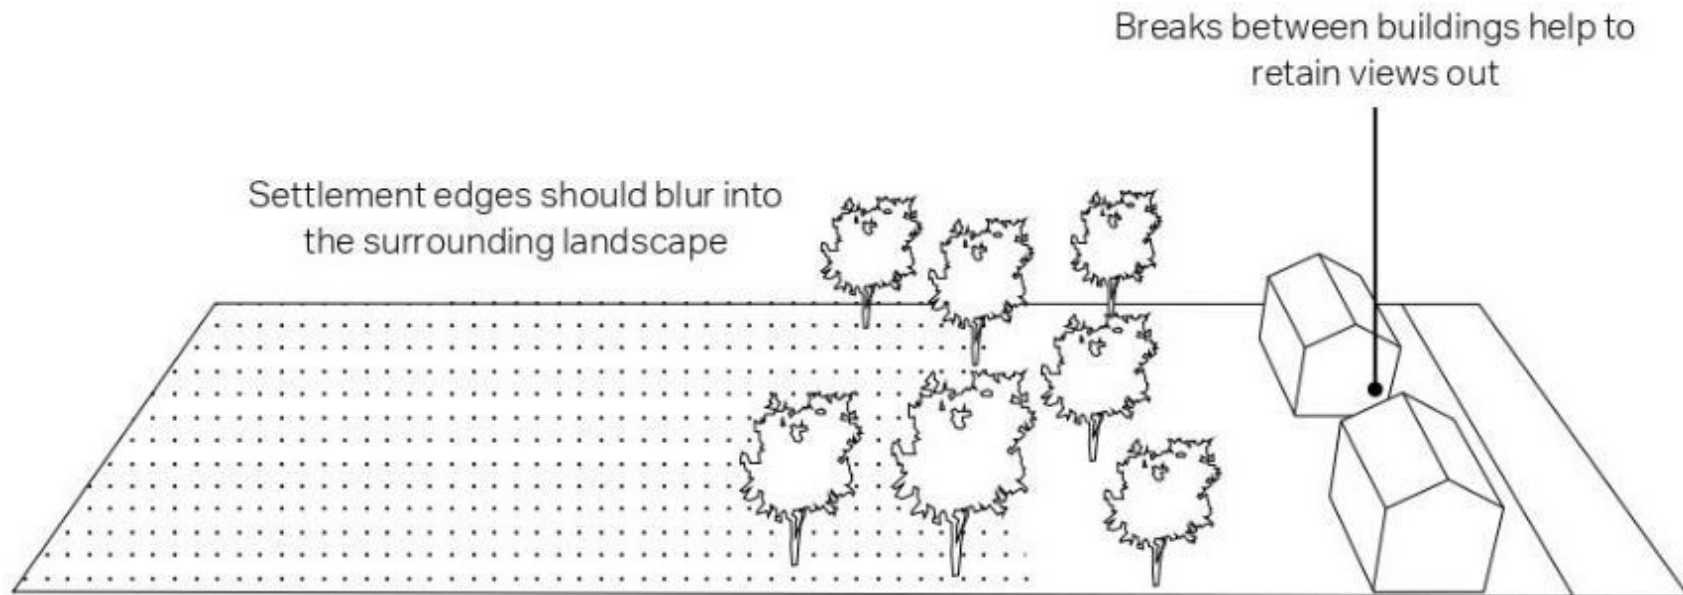 Breaks between buildings help to
retain views out
Settlement edges should blur into
the surrounding landscape